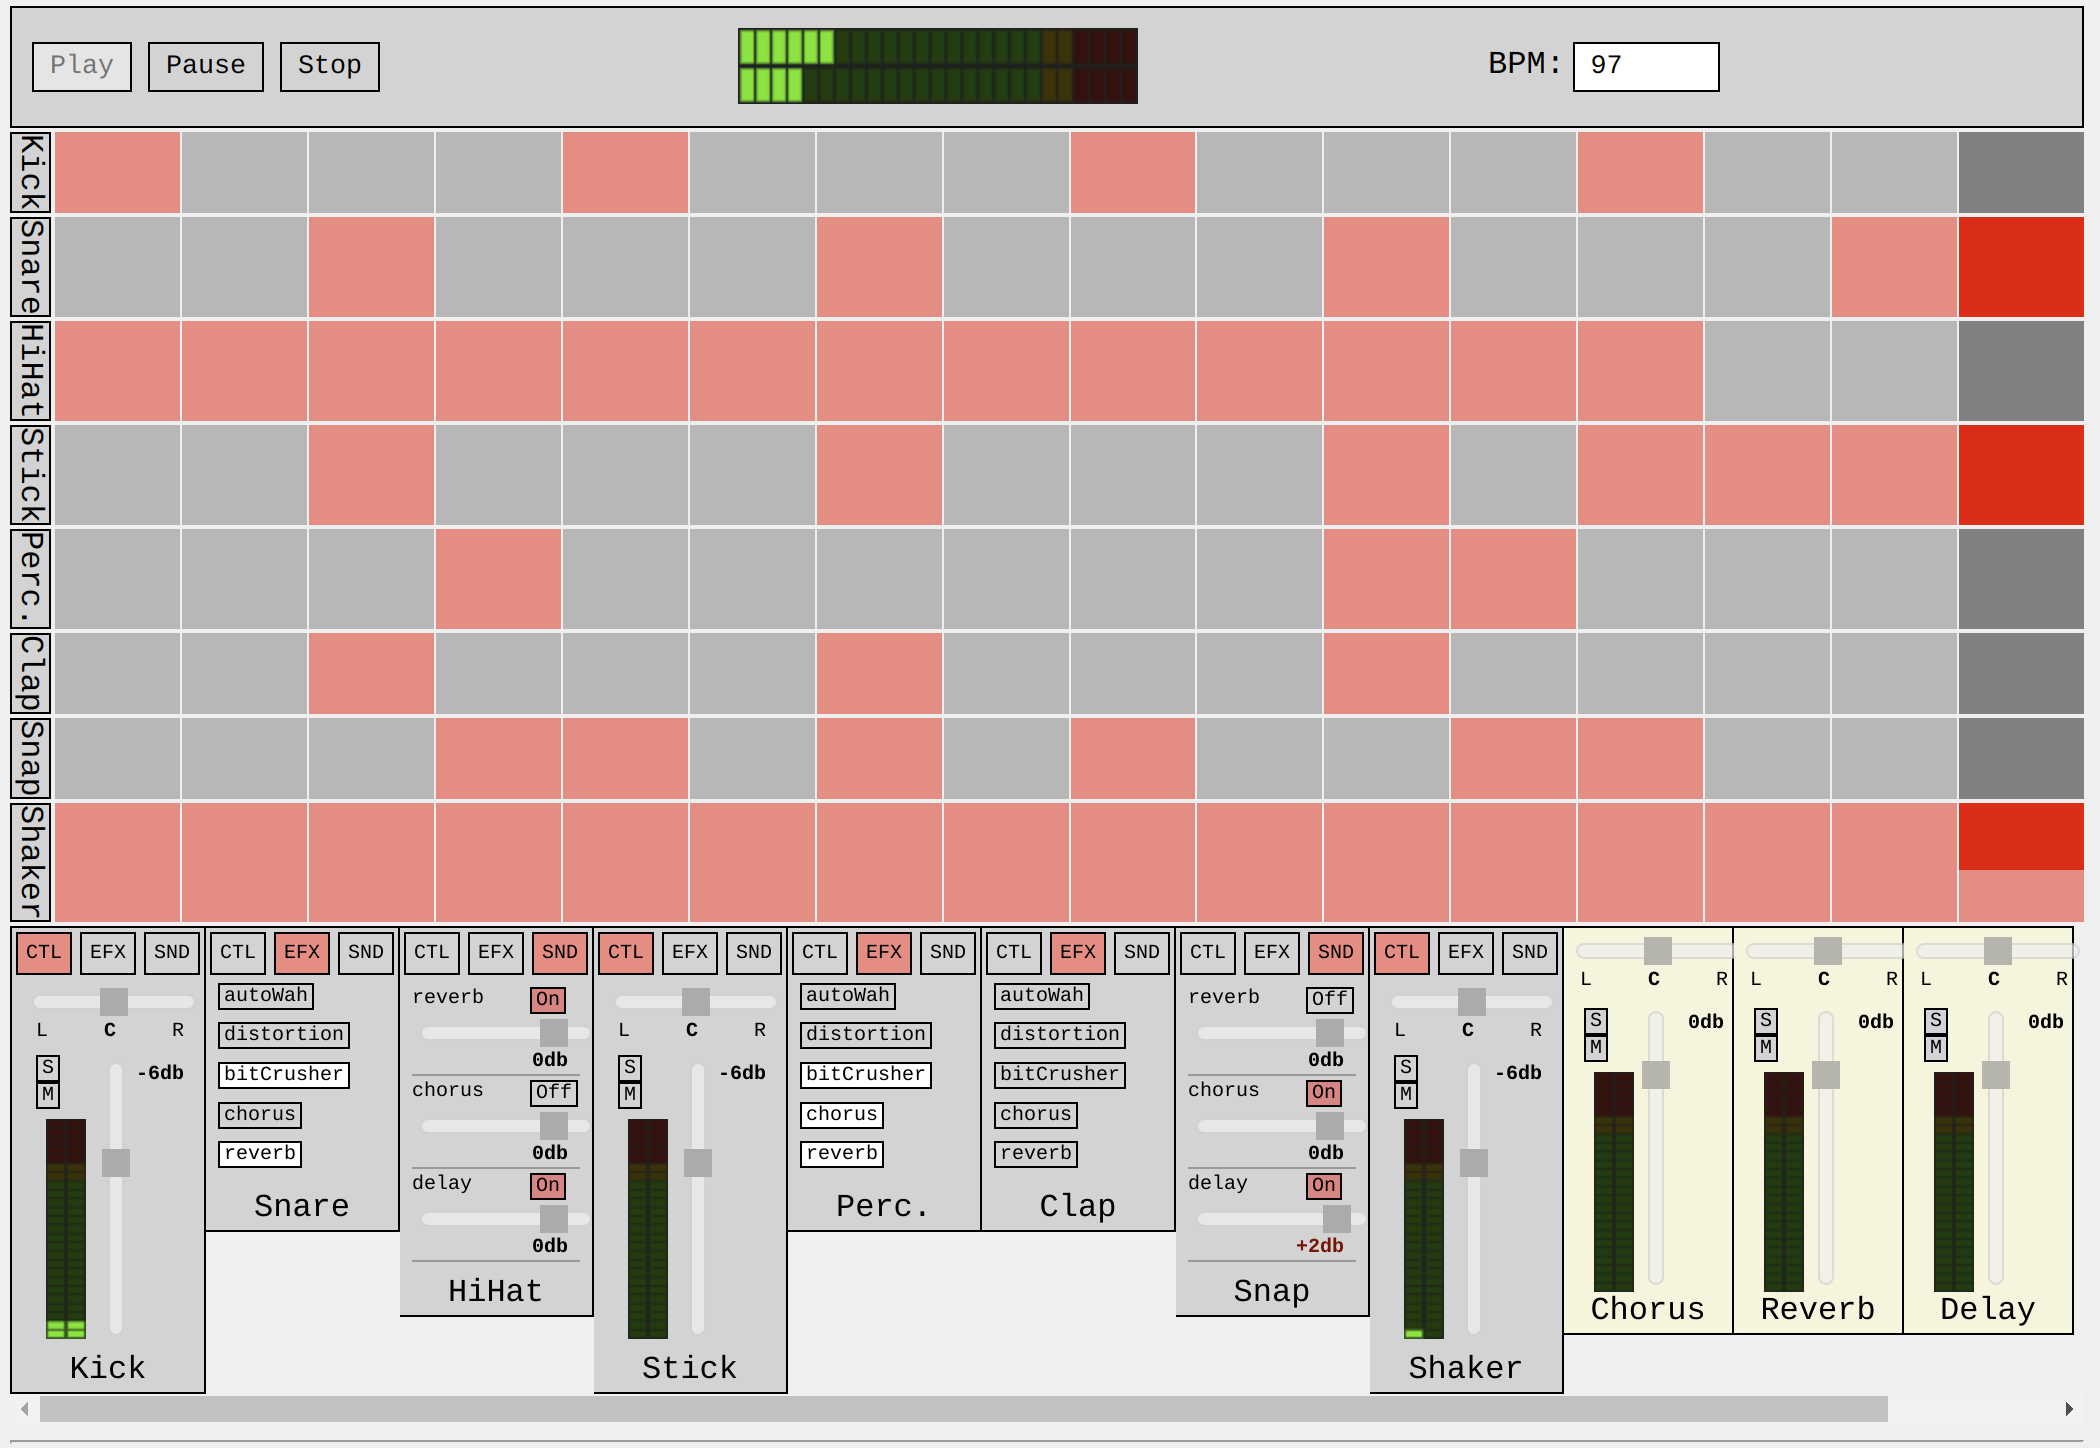 Play Pause Stop BPM: 97
Kick
Snare
HiHat
Stick
Perc.
Clap
Snap
Shaker
CTL EFX SND
L C R
S
M
-6db
Kick
CTL EFX SND
autoWah
distortion
bitCrusher
chorus
reverb
Snare
CTL EFX SND
reverb On
0db
chorus Off
0db
delay On
0db
HiHat
CTL EFX SND
L C R
S
M
-6db
Stick
CTL EFX SND
autoWah
distortion
bitCrusher
chorus
reverb
Perc.
CTL EFX SND
autoWah
distortion
bitCrusher
chorus
reverb
Clap
CTL EFX SND
reverb Off
0db
chorus On
0db
delay On
+2db
Snap
CTL EFX SND
L C R
S
M
-6db
Shaker
L C R
S
M
0db
Chorus
L C R
S
M
0db
Reverb
L C R
S
M
0db
Delay